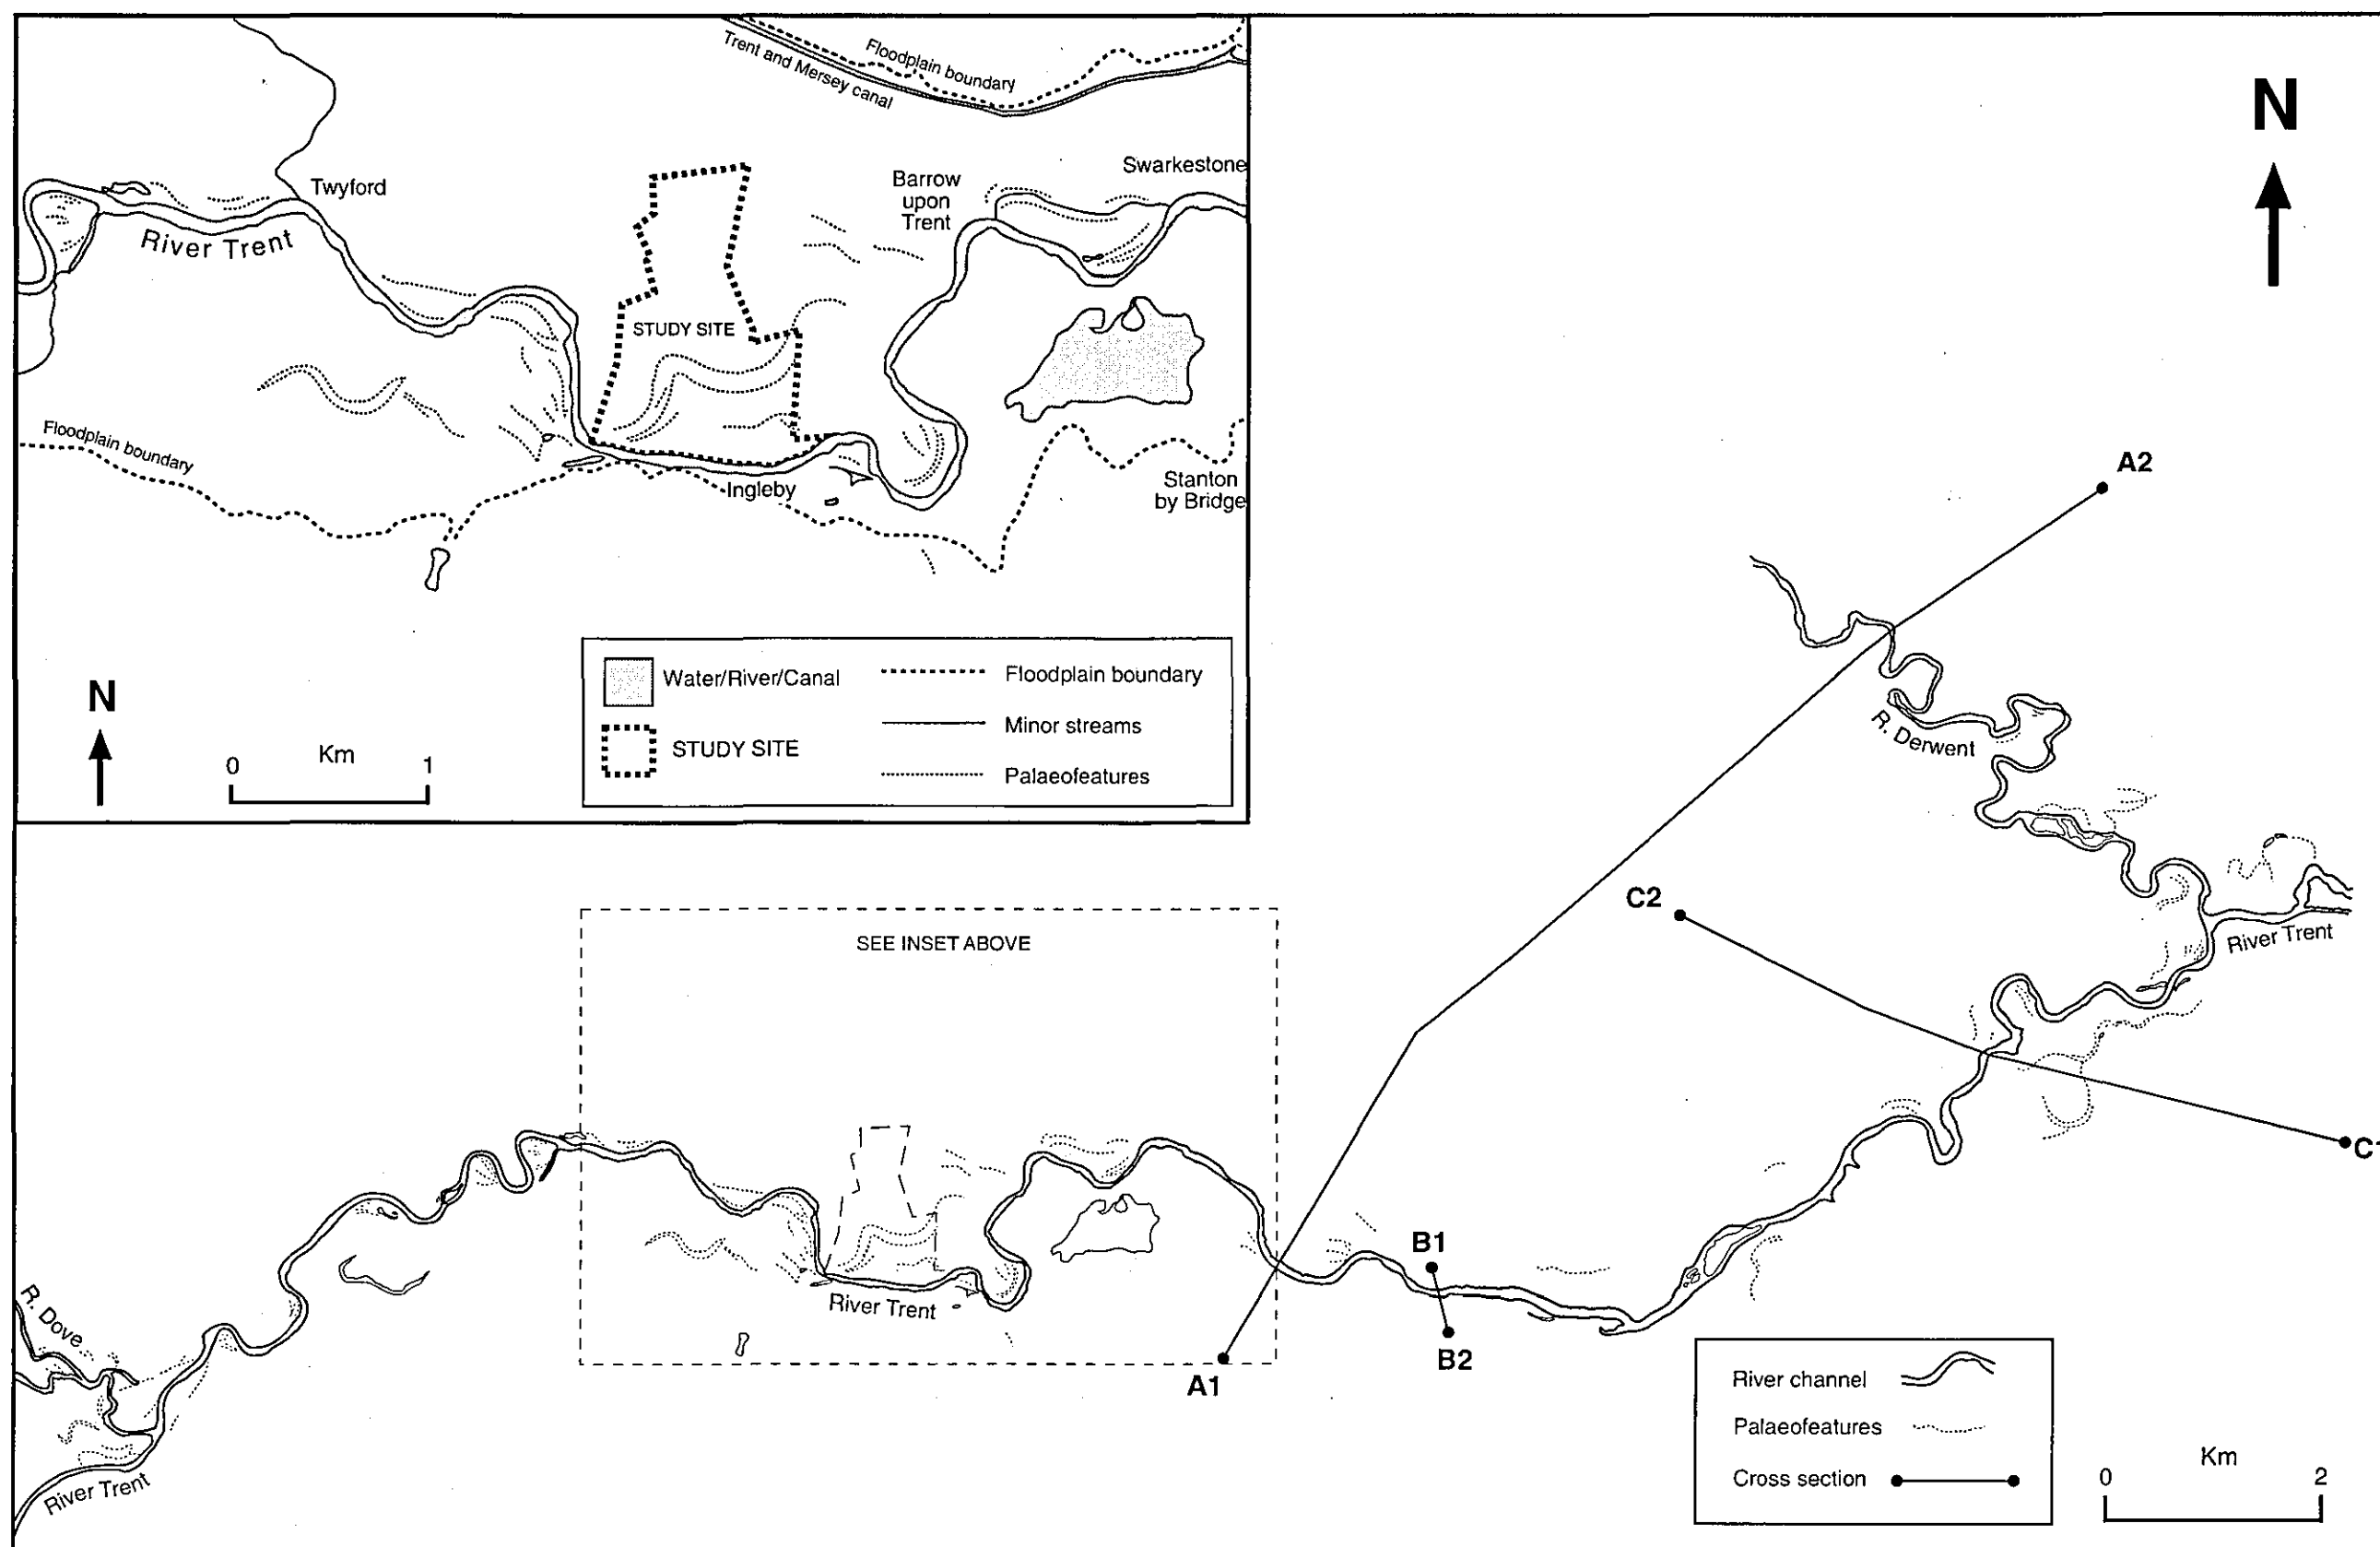 Trent and Mersey canal
Floodplain boundary
N
Swarkestone
Barrow
upon
Trent
Twyford
River Trent
STUDY SITE
Floodplain boundary
Ingleby
Stanton
by Bridge
A2
Water/River/Canal
Floodplain boundary
Minor streams
STUDY SITE
Palaeofeatures
N
Km
0 1
R. Derwent
C2
SEE INSET ABOVE
River Trent
C1
B1
B2
A1
River Trent
R. Dove
River Trent
River channel
Palaeofeatures
Cross section
Km
0 2